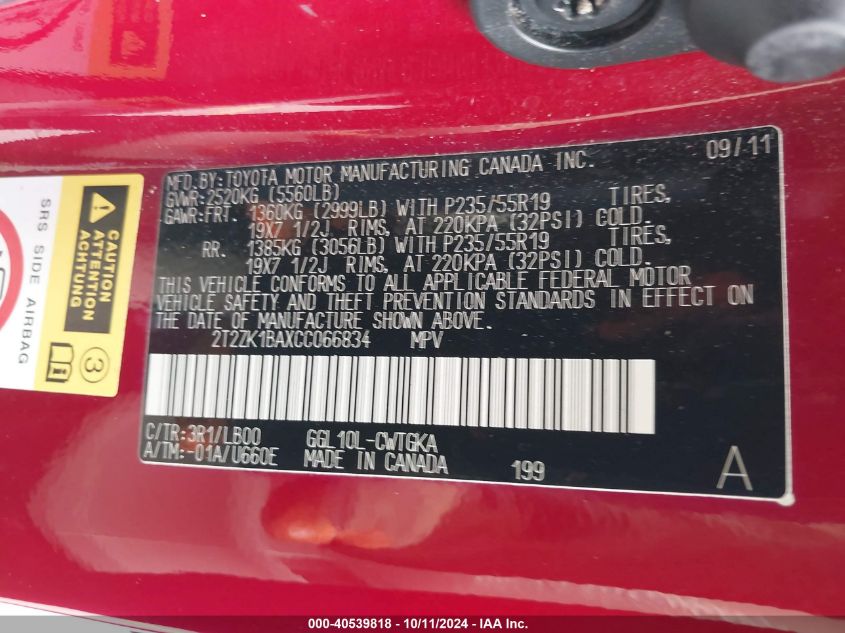 MFD.BY:TOYOTA MOTOR MANUFACTURING CANADA INC. 09/11
GVWR:2520KG (5560LB)
GAWR:FRT. 1360KG (2999LB) WITH P235/55R19 TIRES,
19X7 1/2J RIMS, AT 220KPA (32PSI) COLD.
RR. 1385KG (3056LB) WITH P235/55R19 TIRES,
19X7 1/2J RIMS, AT 220KPA (32PSI) COLD.
THIS VEHICLE CONFORMS TO ALL APPLICABLE FEDERAL MOTOR
VEHICLE SAFETY AND THEFT PREVENTION STANDARDS IN EFFECT ON
THE DATE OF MANUFACTURE SHOWN ABOVE.
2T2ZK1BAXCC066834 MPV
C/TR:3R1/LB00 GGL10L-CWTGKA
A/TM:-01A/U660E MADE IN CANADA 199 A
SRS SIDE AIRBAG
CAUTION
ATTENTION
ACHTUNG
3
000-40539818 - 10/11/2024 - IAA Inc.